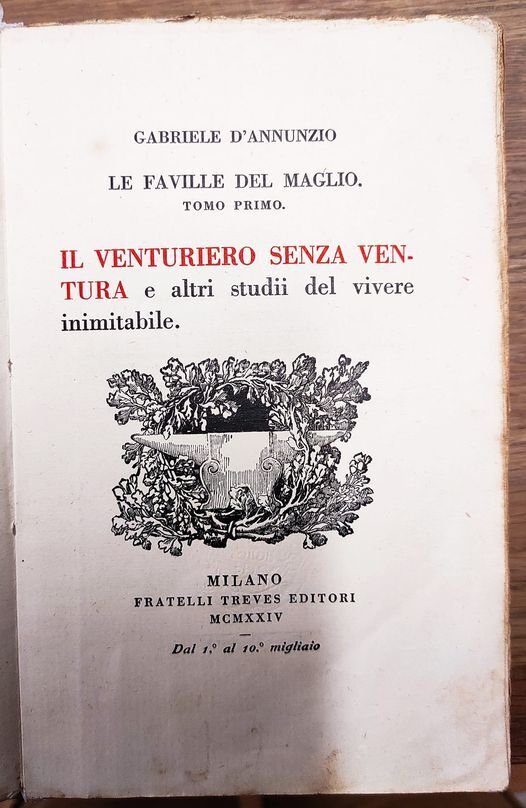 GABRIELE D'ANNUNZIO
LE FAVILLE DEL MAGLIO.
TOMO PRIMO.
IL VENTURIERO SENZA VEN-
TURA e altri studii del vivere
inimitabile.
MILANO
FRATELLI TREVES EDITORI
MCMXXIV
Dal 1.º al 10.º migliaio